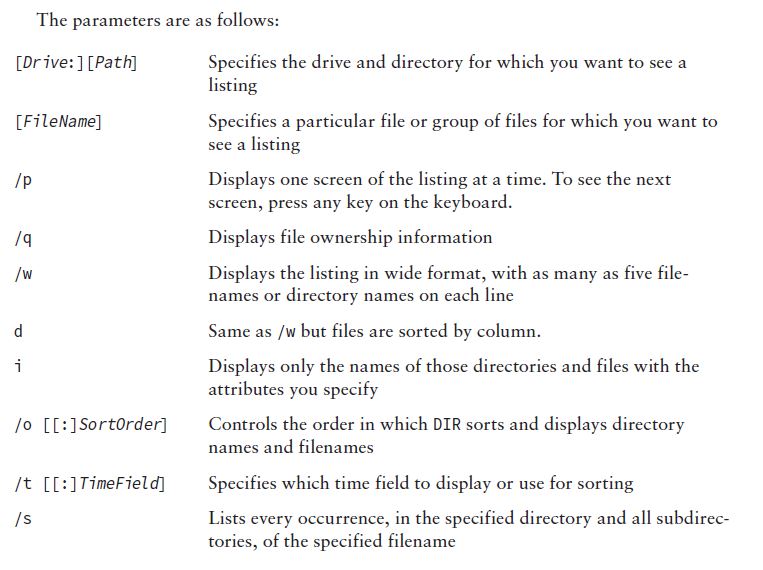 The parameters are as follows:
[Drive:][Path] Specifies the drive and directory for which you want to see a
listing
[FileName] Specifies a particular file or group of files for which you want to
see a listing
/p Displays one screen of the listing at a time. To see the next
screen, press any key on the keyboard.
/q Displays file ownership information
/w Displays the listing in wide format, with as many as five file-
names or directory names on each line
d Same as /w but files are sorted by column.
i Displays only the names of those directories and files with the
attributes you specify
/o [[:]SortOrder] Controls the order in which DIR sorts and displays directory
names and filenames
/t [[:]TimeField] Specifies which time field to display or use for sorting
/s Lists every occurrence, in the specified directory and all subdirec-
tories, of the specified filename